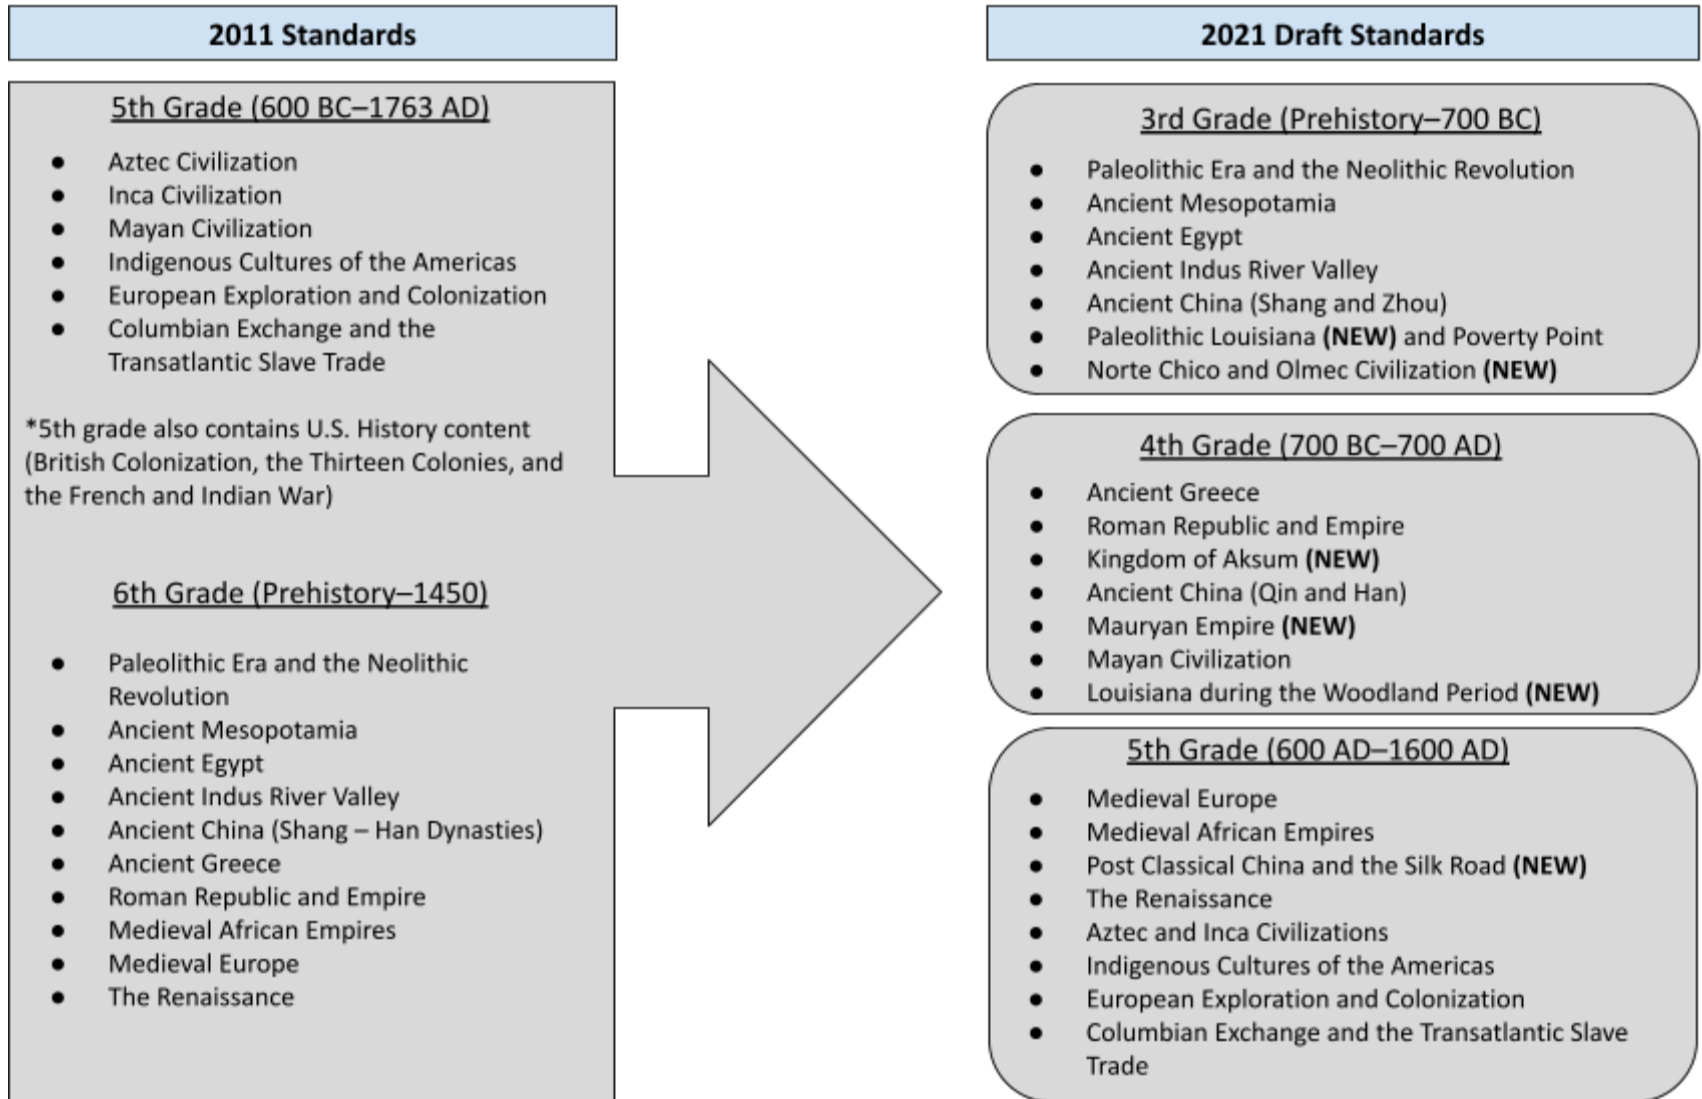 2011 Standards
5th Grade (600 BC–1763 AD)
● Aztec Civilization
● Inca Civilization
● Mayan Civilization
● Indigenous Cultures of the Americas
● European Exploration and Colonization
● Columbian Exchange and the
Transatlantic Slave Trade
*5th grade also contains U.S. History content
(British Colonization, the Thirteen Colonies, and
the French and Indian War)
6th Grade (Prehistory–1450)
● Paleolithic Era and the Neolithic
Revolution
● Ancient Mesopotamia
● Ancient Egypt
● Ancient Indus River Valley
● Ancient China (Shang – Han Dynasties)
● Ancient Greece
● Roman Republic and Empire
● Medieval African Empires
● Medieval Europe
● The Renaissance
2021 Draft Standards
3rd Grade (Prehistory–700 BC)
● Paleolithic Era and the Neolithic Revolution
● Ancient Mesopotamia
● Ancient Egypt
● Ancient Indus River Valley
● Ancient China (Shang and Zhou)
● Paleolithic Louisiana (NEW) and Poverty Point
● Norte Chico and Olmec Civilization (NEW)
4th Grade (700 BC–700 AD)
● Ancient Greece
● Roman Republic and Empire
● Kingdom of Aksum (NEW)
● Ancient China (Qin and Han)
● Mauryan Empire (NEW)
● Mayan Civilization
● Louisiana during the Woodland Period (NEW)
5th Grade (600 AD–1600 AD)
● Medieval Europe
● Medieval African Empires
● Post Classical China and the Silk Road (NEW)
● The Renaissance
● Aztec and Inca Civilizations
● Indigenous Cultures of the Americas
● European Exploration and Colonization
● Columbian Exchange and the Transatlantic Slave
Trade